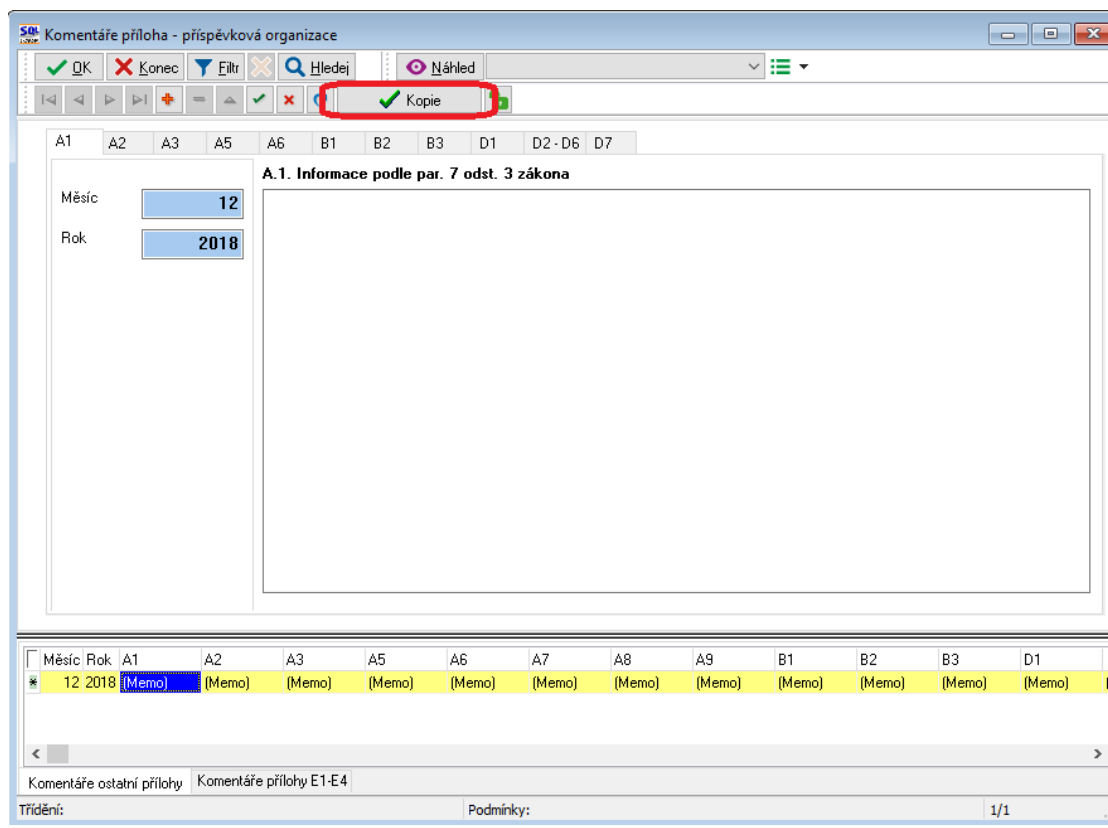 SQL Komentáře příloha - příspěvková organizace
OK Konec Filtr Hledej Náhled
Kopie
A1 A2 A3 A5 A6 B1 B2 B3 D1 D2 - D6 D7
A.1. Informace podle par. 7 odst. 3 zákona
Měsíc 12
Rok 2018
Měsíc Rok A1 A2 A3 A5 A6 A7 A8 A9 B1 B2 B3 D1
12 2018 (Memo) (Memo) (Memo) (Memo) (Memo) (Memo) (Memo) (Memo) (Memo) (Memo) (Memo) (Memo)
Komentáře ostatní přílohy Komentáře přílohy E1-E4
Třídění: Podmínky: 1/1